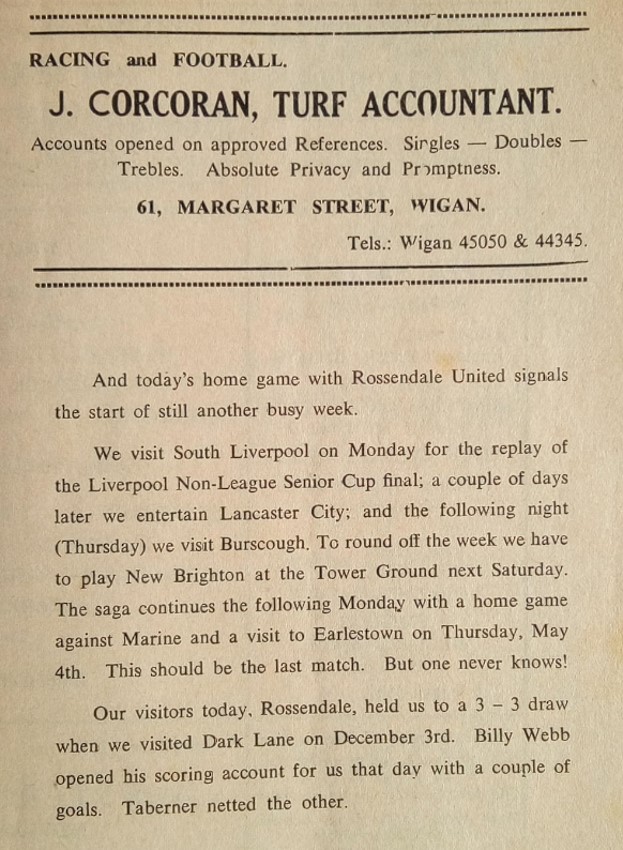 RACING and FOOTBALL.
J. CORCORAN, TURF ACCOUNTANT.
Accounts opened on approved References. Singles — Doubles —
Trebles. Absolute Privacy and Promptness.
61, MARGARET STREET, WIGAN.
Tels.: Wigan 45050 & 44345.
And today's home game with Rossendale United signals
the start of still another busy week.
We visit South Liverpool on Monday for the replay of
the Liverpool Non-League Senior Cup final; a couple of days
later we entertain Lancaster City; and the following night
(Thursday) we visit Burscough. To round off the week we have
to play New Brighton at the Tower Ground next Saturday.
The saga continues the following Monday with a home game
against Marine and a visit to Earlestown on Thursday, May
4th. This should be the last match. But one never knows!
Our visitors today, Rossendale, held us to a 3 – 3 draw
when we visited Dark Lane on December 3rd. Billy Webb
opened his scoring account for us that day with a couple of
goals. Taberner netted the other.